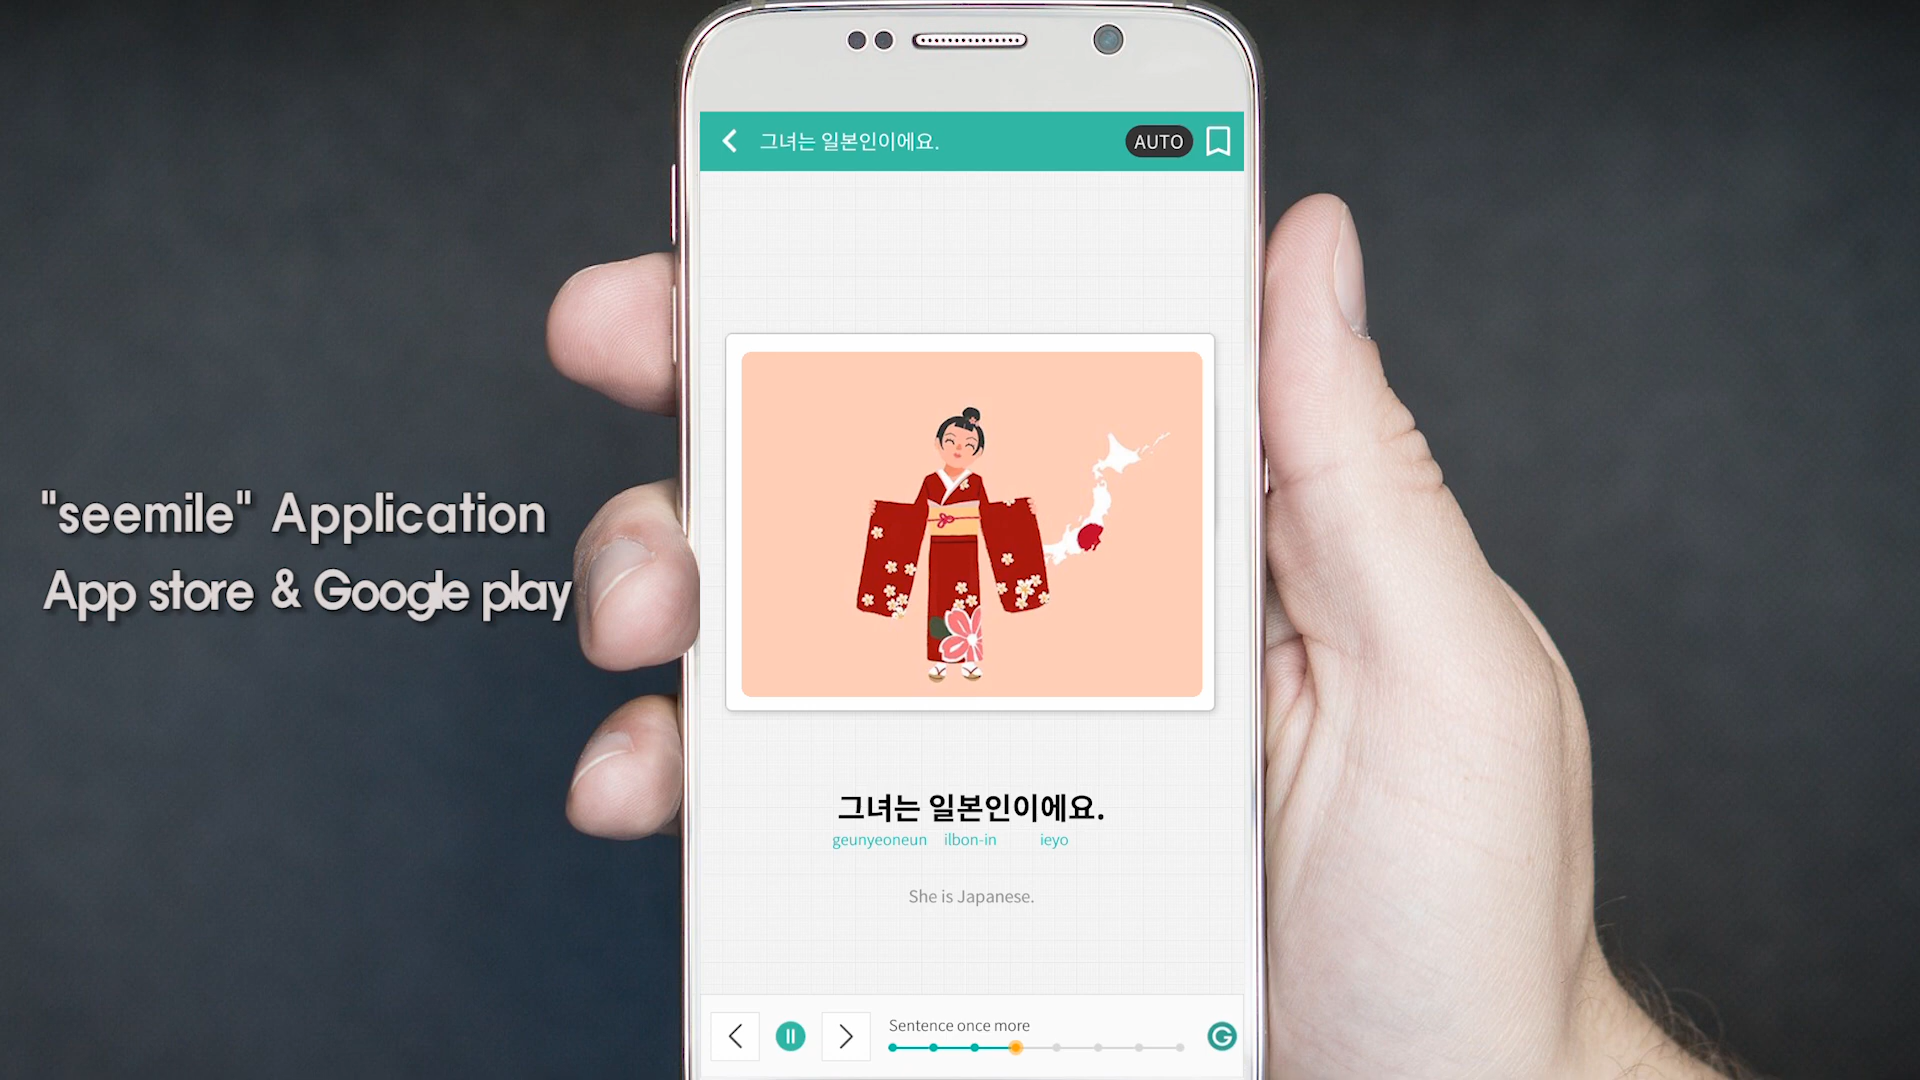 그녀는 일본인이에요.
AUTO
"seemile" Application
App store & Google play
그녀는 일본인이에요.
geunyeoneun ilbon-in ieyo
She is Japanese.
Sentence once more
G